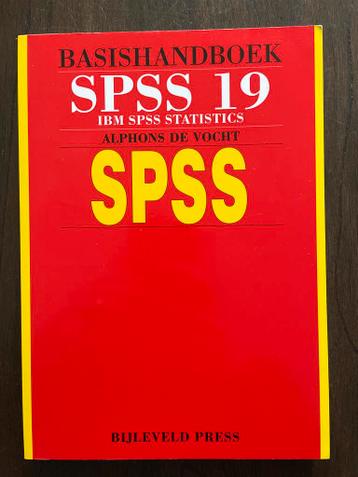 BASISHANDBOEK
SPSS 19
IBM SPSS STATISTICS
ALPHONS DE VOCHT
SPSS
BIJLEVELD PRESS